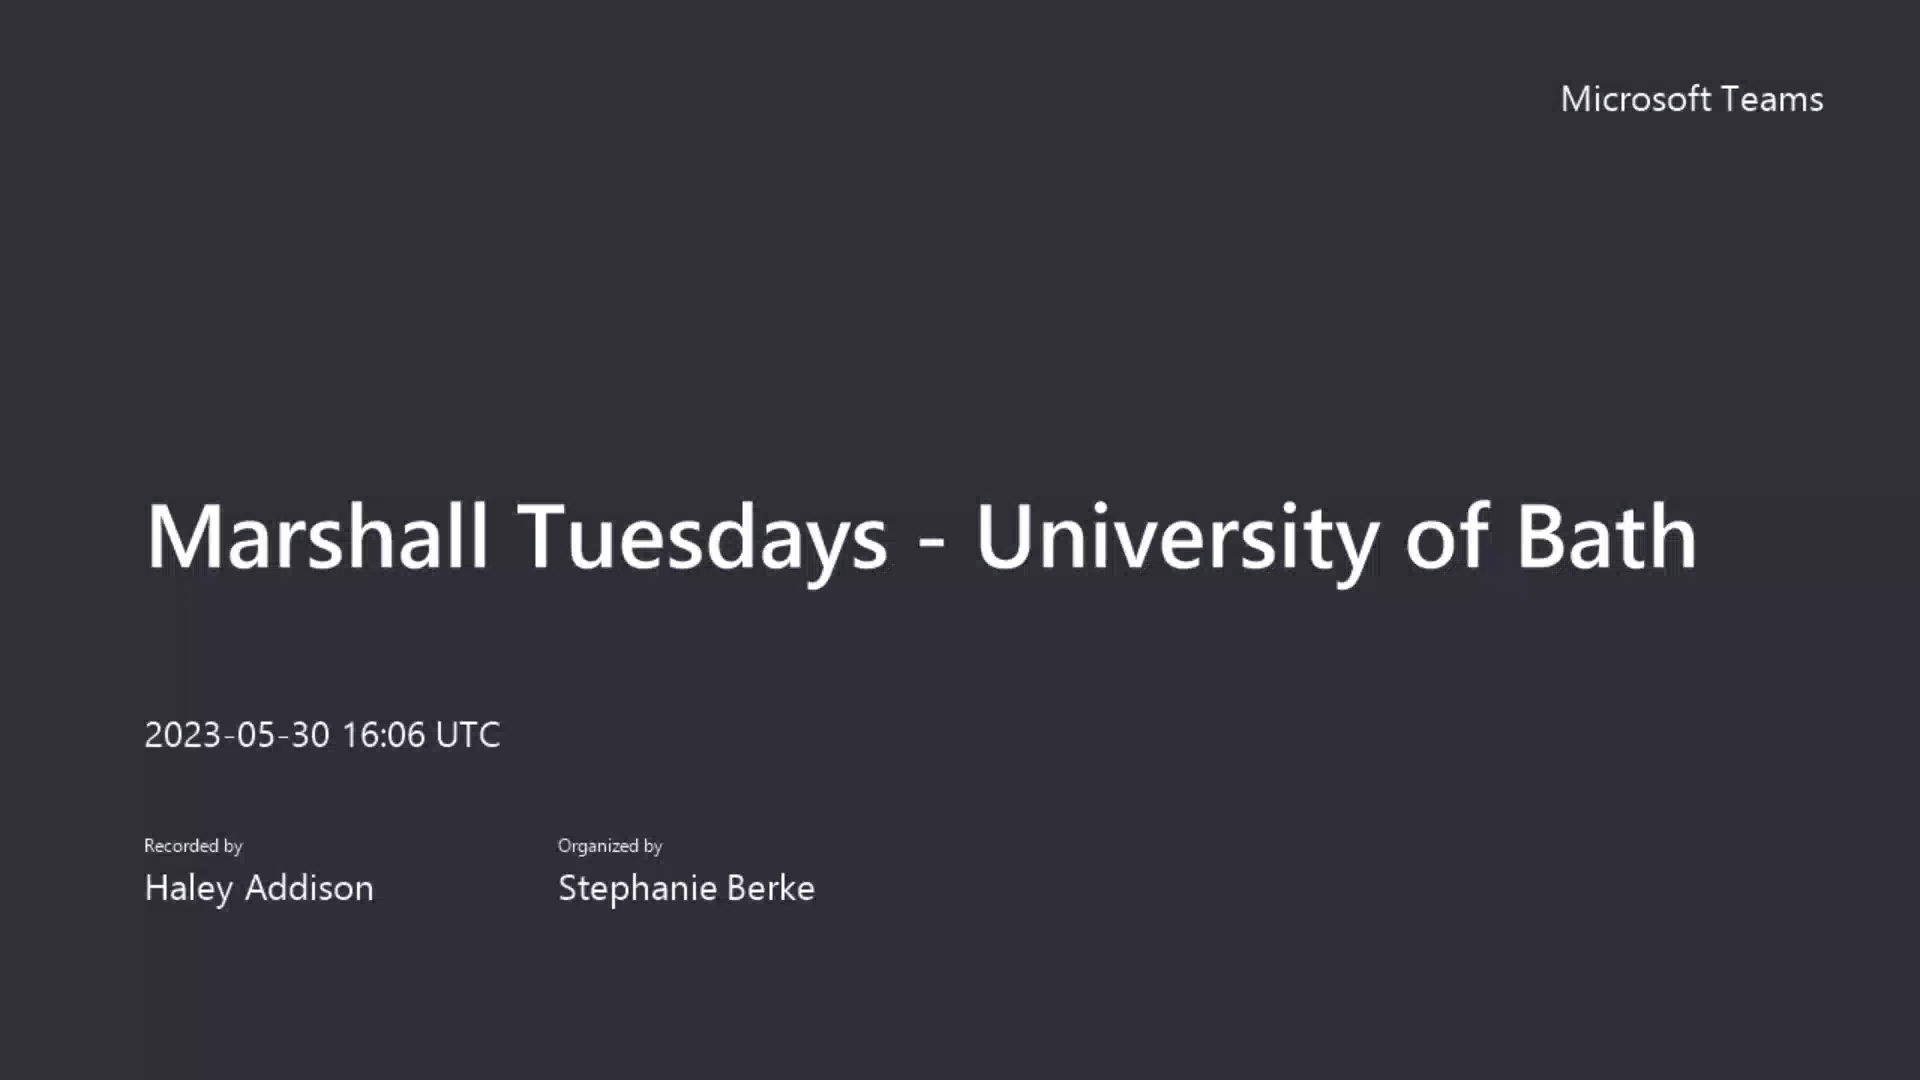 Microsoft Teams
Marshall Tuesdays - University of Bath
2023-05-30 16:06 UTC
Recorded by
Haley Addison
Organized by
Stephanie Berke